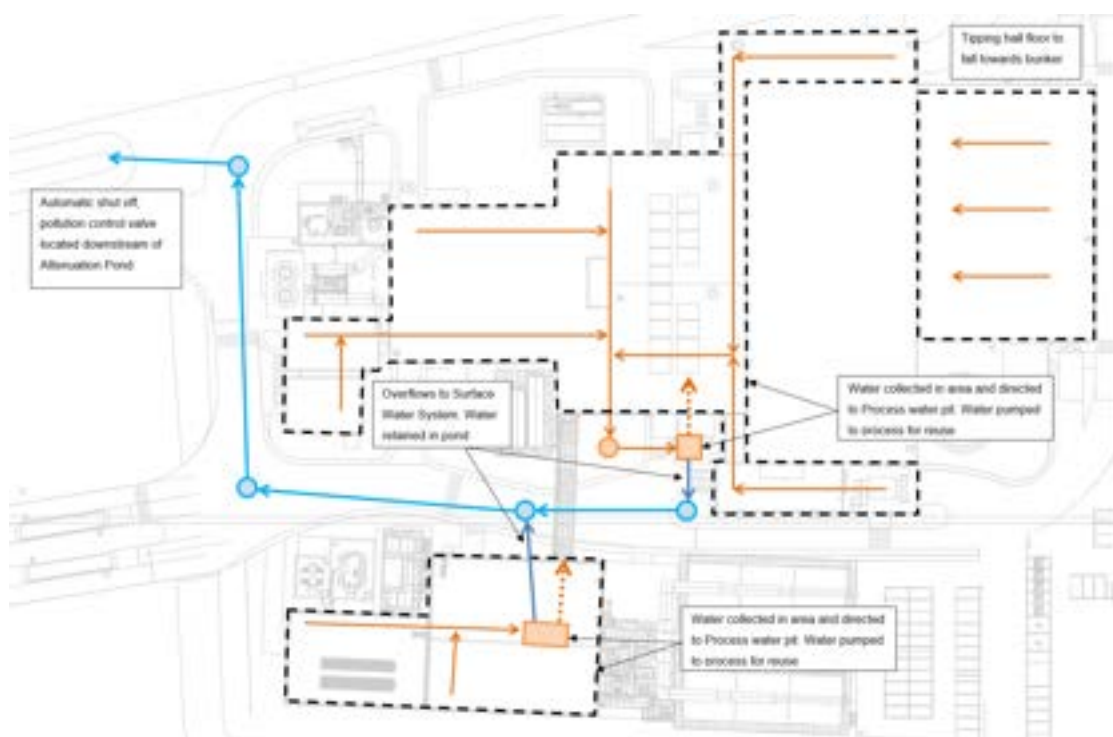 Tipping hall floor to
fall towards bunker
Automatic shut off,
pollution control valve
located downstream of
Attenuation Pond
Overflows to Surface
Water System. Water
retained in pond
Water collected in area and directed
to Process water pit. Water pumped
to process for reuse
Water collected in area and directed
to Process water pit. Water pumped
to process for reuse